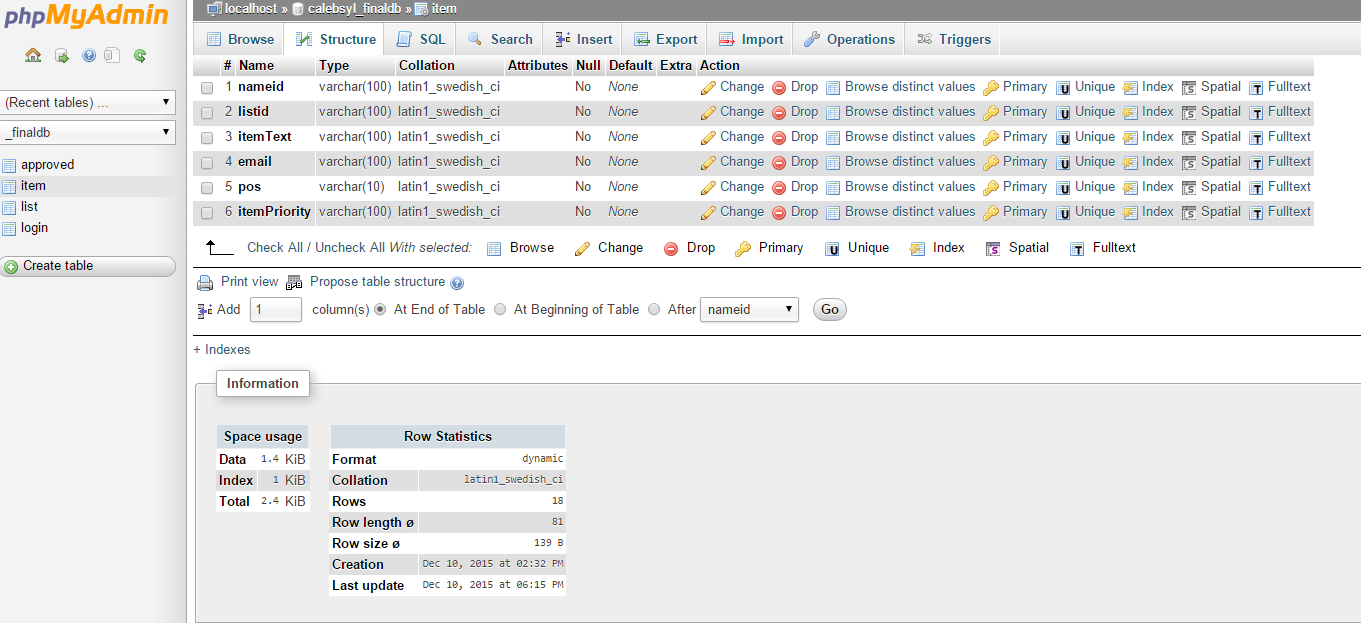 phpMyAdmin
localhost » calebsyl_finaldb » item
Browse Structure SQL Search Insert Export Import Operations Triggers
(Recent tables) ...
_finaldb
approved
item
list
login
Create table
# Name Type Collation Attributes Null Default Extra Action
1 nameid varchar(100) latin1_swedish_ci No None Change Drop Browse distinct values Primary Unique Index Spatial Fulltext
2 listid varchar(100) latin1_swedish_ci No None Change Drop Browse distinct values Primary Unique Index Spatial Fulltext
3 itemText varchar(100) latin1_swedish_ci No None Change Drop Browse distinct values Primary Unique Index Spatial Fulltext
4 email varchar(100) latin1_swedish_ci No None Change Drop Browse distinct values Primary Unique Index Spatial Fulltext
5 pos varchar(10) latin1_swedish_ci No None Change Drop Browse distinct values Primary Unique Index Spatial Fulltext
6 itemPriority varchar(100) latin1_swedish_ci No None Change Drop Browse distinct values Primary Unique Index Spatial Fulltext
Check All / Uncheck All With selected: Browse Change Drop Primary Unique Index Spatial Fulltext
Print view Propose table structure
Add 1 column(s) At End of Table At Beginning of Table After nameid Go
+ Indexes
Information
Space usage
Data 1.4 KiB
Index 1 KiB
Total 2.4 KiB
Row Statistics
Format dynamic
Collation latin1_swedish_ci
Rows 18
Row length ø 81
Row size ø 139 B
Creation Dec 10, 2015 at 02:32 PM
Last update Dec 10, 2015 at 06:15 PM